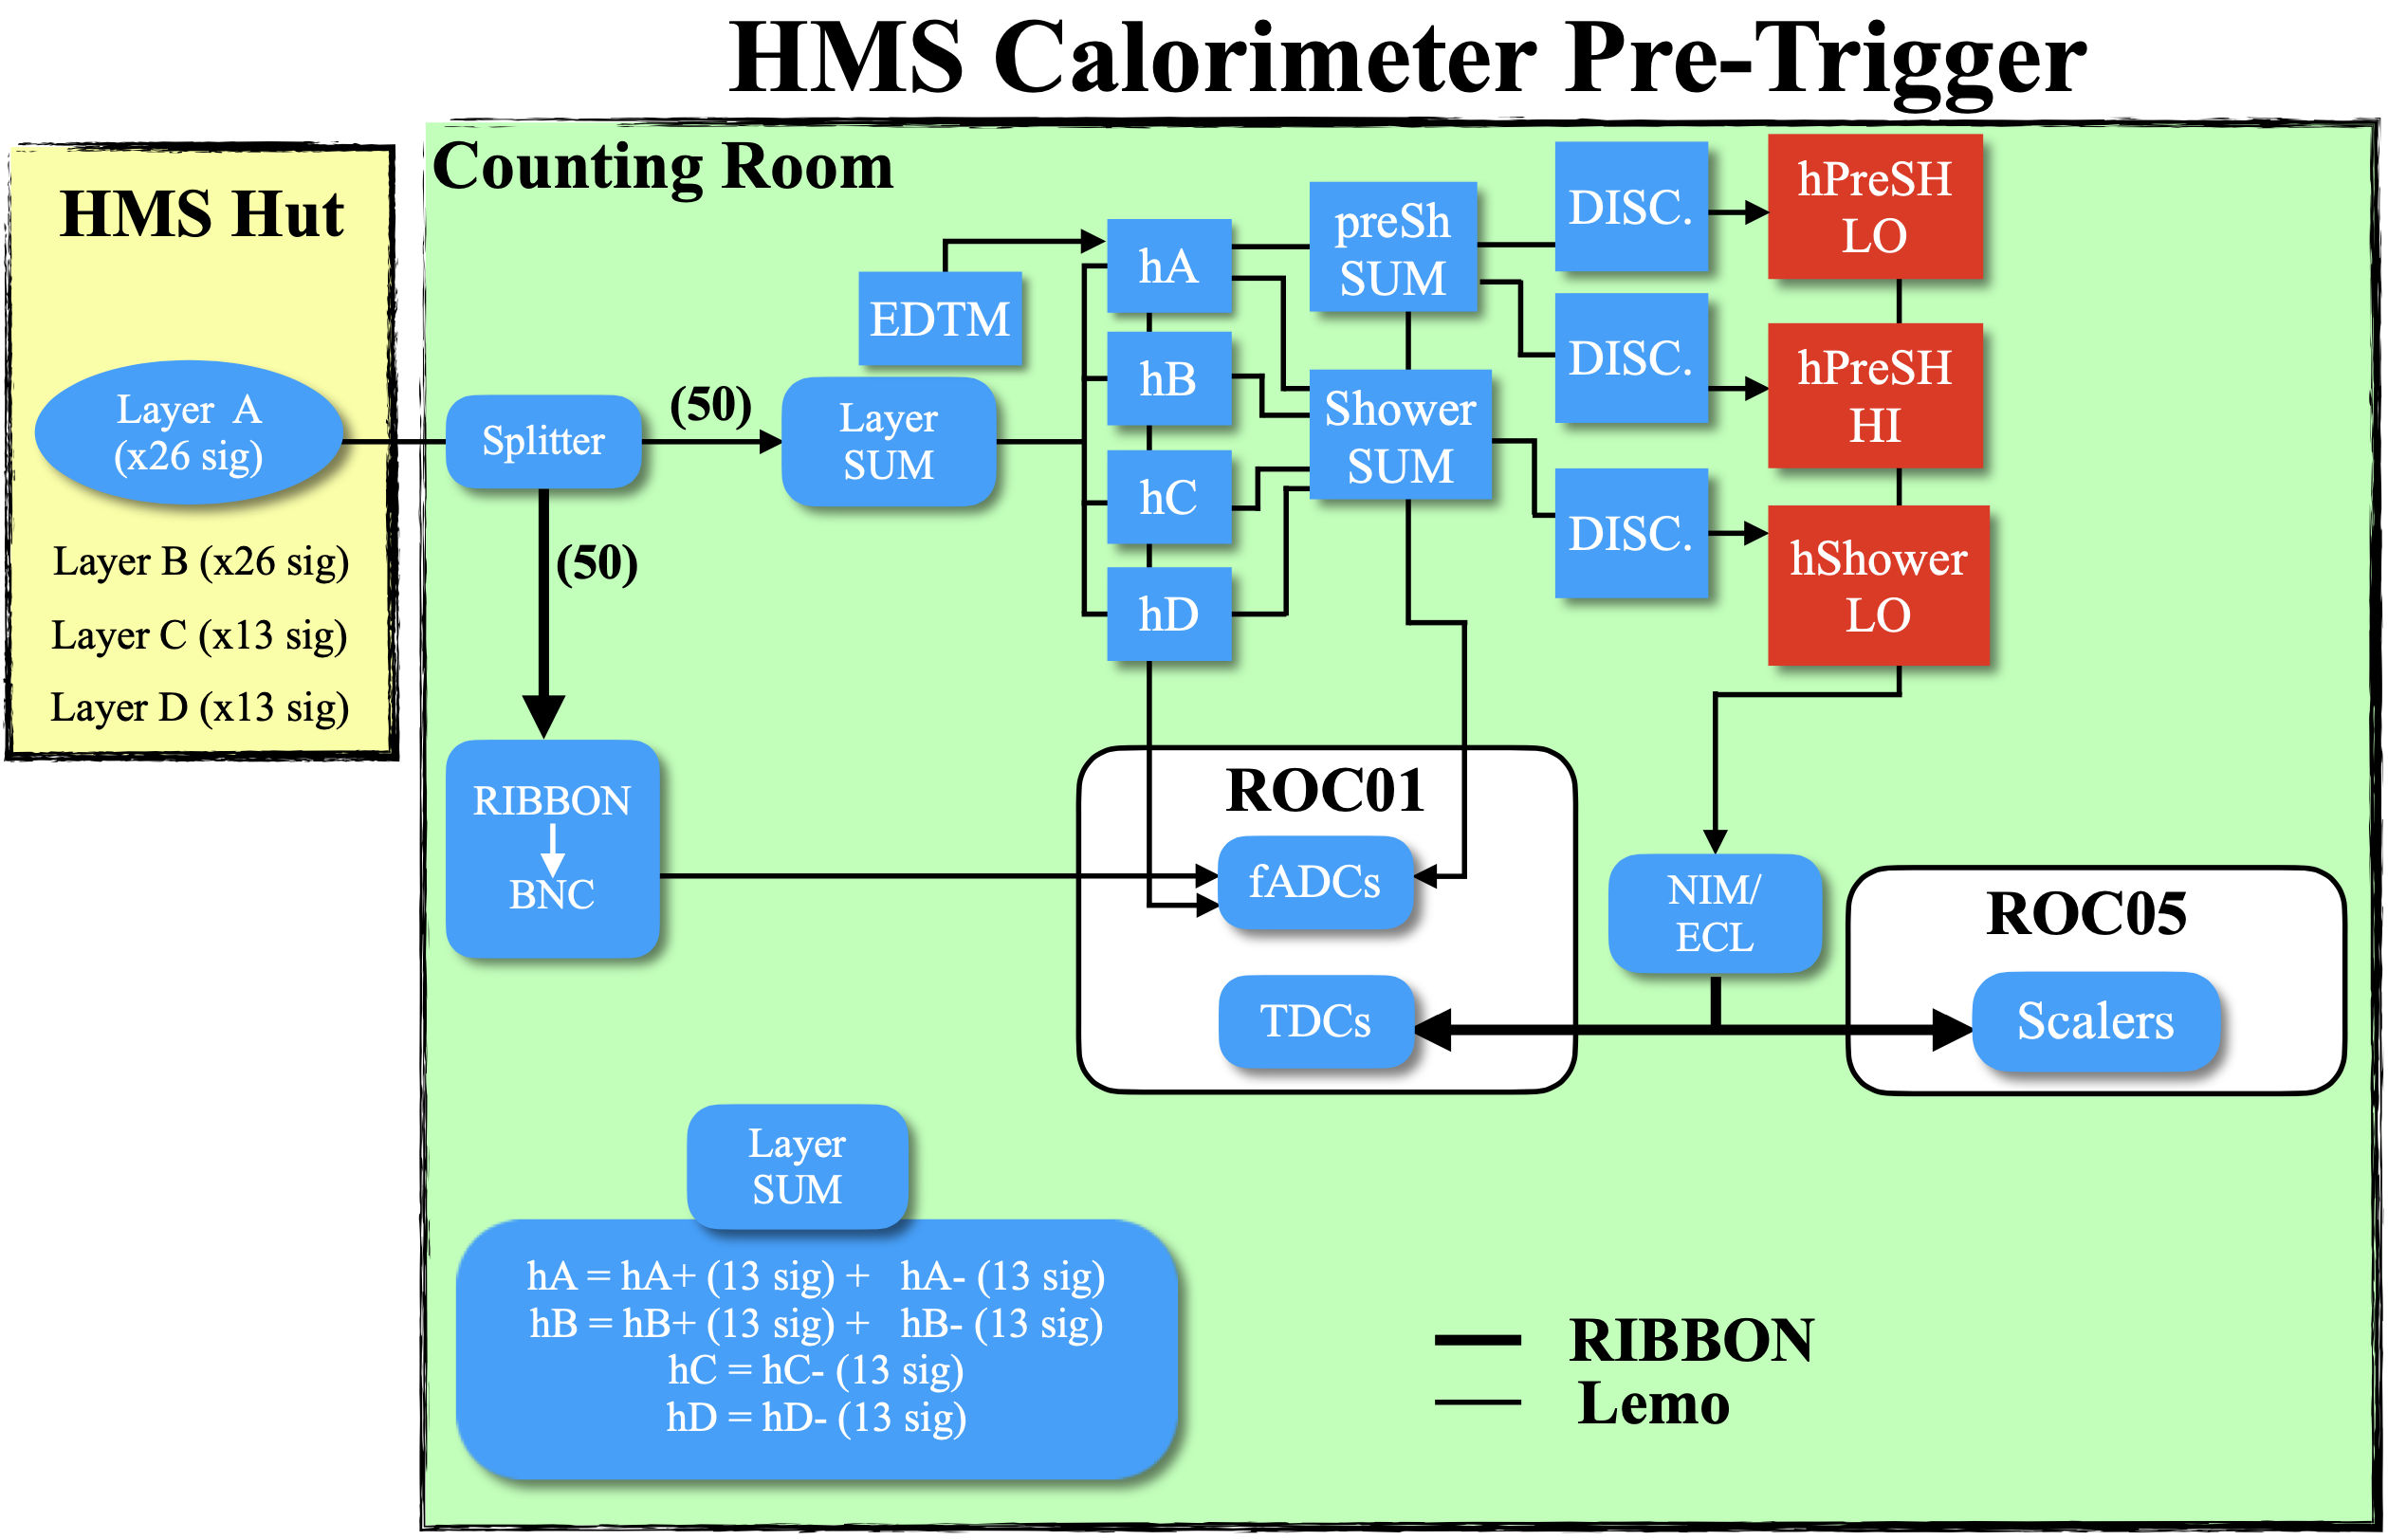 HMS Calorimeter Pre-Trigger
HMS Hut
Layer A
(x26 sig)
Layer B (x26 sig)
Layer C (x13 sig)
Layer D (x13 sig)
Counting Room
Splitter
(50)
(50)
RIBBON
BNC
Layer
SUM
EDTM
hA
hB
hC
hD
preSh
SUM
Shower
SUM
DISC.
DISC.
DISC.
hPreSH
LO
hPreSH
HI
hShower
LO
ROC01
fADCs
TDCs
NIM/
ECL
ROC05
Scalers
Layer
SUM
hA = hA+ (13 sig) + hA- (13 sig)
hB = hB+ (13 sig) + hB- (13 sig)
hC = hC- (13 sig)
hD = hD- (13 sig)
RIBBON
Lemo